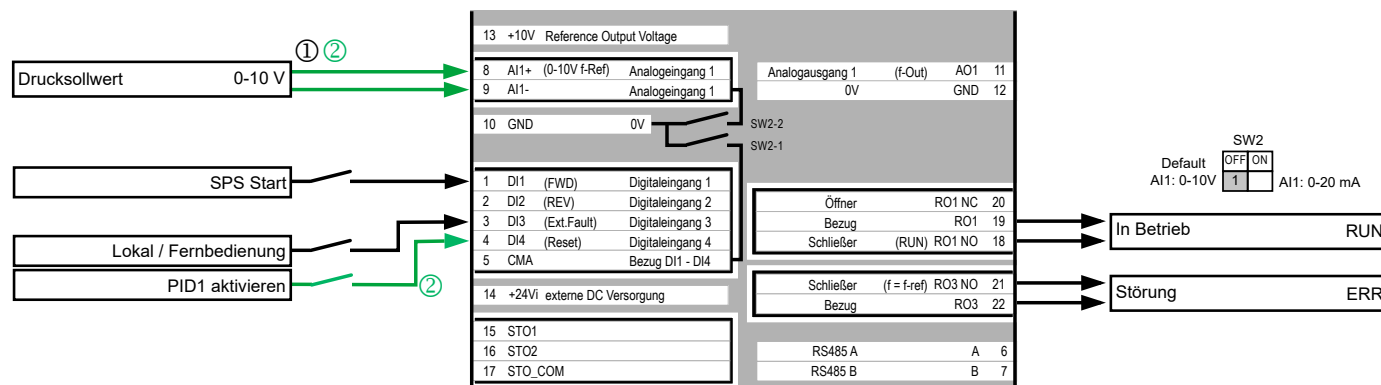 ① ②
Drucksollwert 0-10 V
SPS Start
Lokal / Fernbedienung
PID1 aktivieren
②
13 +10V Reference Output Voltage
8 AI1+ (0-10V f-Ref) Analogeingang 1
9 AI1- Analogeingang 1
10 GND 0V
SW2-2
SW2-1
1 DI1 (FWD) Digitaleingang 1
2 DI2 (REV) Digitaleingang 2
3 DI3 (Ext.Fault) Digitaleingang 3
4 DI4 (Reset) Digitaleingang 4
5 CMA Bezug DI1 - DI4
14 +24Vi externe DC Versorgung
15 STO1
16 STO2
17 STO_COM
Analogausgang 1 (f-Out) AO1 11
0V GND 12
Öffner RO1 NC 20
Bezug RO1 19
Schließer (RUN) RO1 NO 18
Schließer (f = f-ref) RO3 NO 21
Bezug RO3 22
RS485 A A 6
RS485 B B 7
SW2
Default OFF ON
AI1: 0-10V 1 AI1: 0-20 mA
In Betrieb RUN
Störung ERR